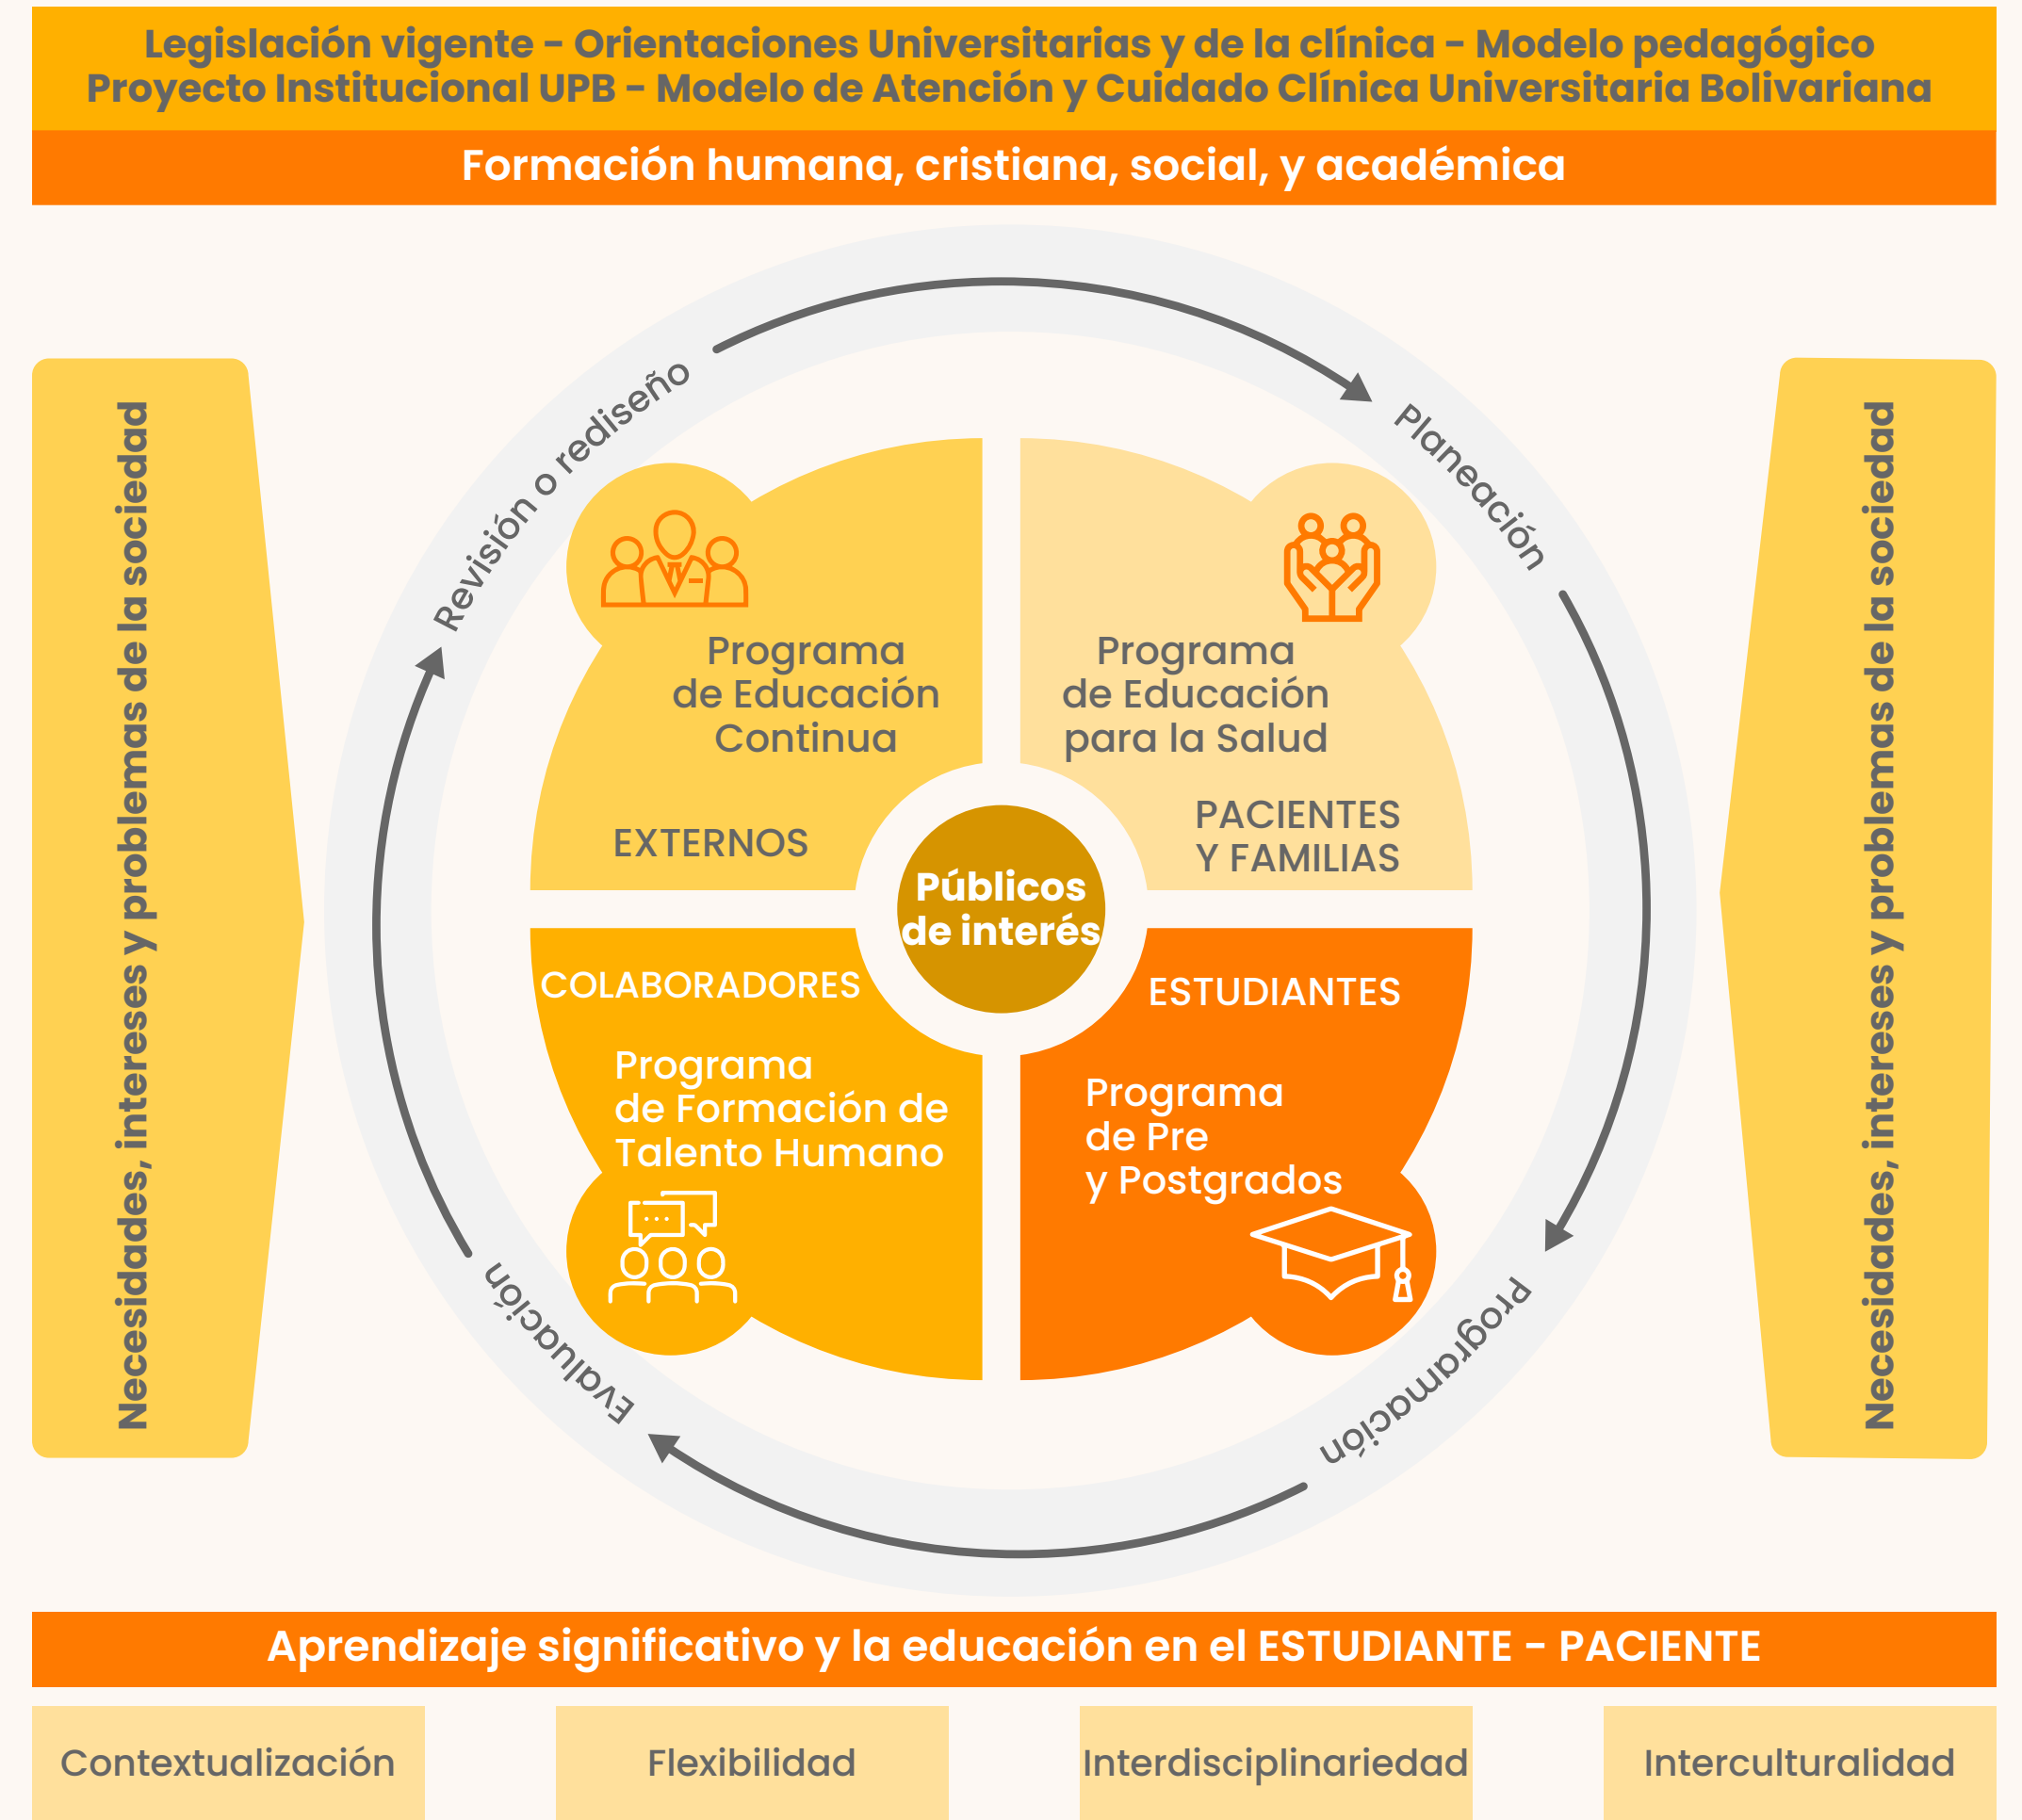 Legislación vigente - Orientaciones Universitarias y de la clínica - Modelo pedagógico
Proyecto Institucional UPB - Modelo de Atención y Cuidado Clínica Universitaria Bolivariana
Formación humana, cristiana, social, y académica
Necesidades, intereses y problemas de la sociedad
Revisión o rediseño
Planeación
Programación
Evaluación
Programa
de Educación
Continua
EXTERNOS
Programa
de Educación
para la Salud
PACIENTES
Y FAMILIAS
Públicos
de interés
COLABORADORES
Programa
de Formación de
Talento Humano
ESTUDIANTES
Programa
de Pre
y Postgrados
Necesidades, intereses y problemas de la sociedad
Aprendizaje significativo y la educación en el ESTUDIANTE - PACIENTE
Contextualización
Flexibilidad
Interdisciplinariedad
Interculturalidad